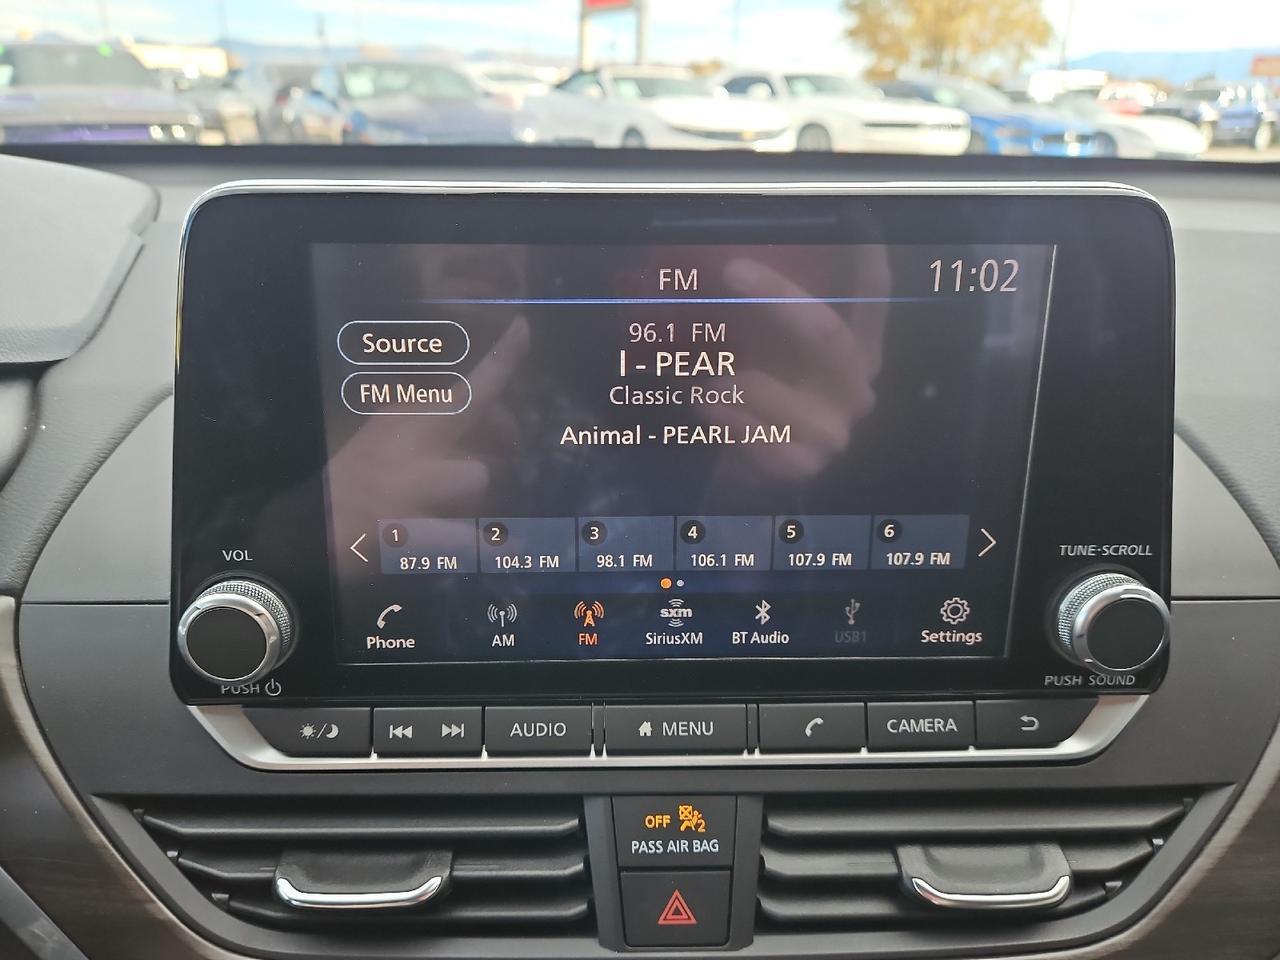 FM
11:02
Source
96.1 FM
l - PEAR
FM Menu
Classic Rock
Animal - PEARL JAM
1 2 3 4 5 6
87.9 FM 104.3 FM 98.1 FM 106.1 FM 107.9 FM 107.9 FM
VOL
TUNE·SCROLL
sxm
Phone AM FM SiriusXM BT Audio USB1 Settings
PUSH
PUSH SOUND
AUDIO MENU CAMERA
OFF 2
PASS AIR BAG